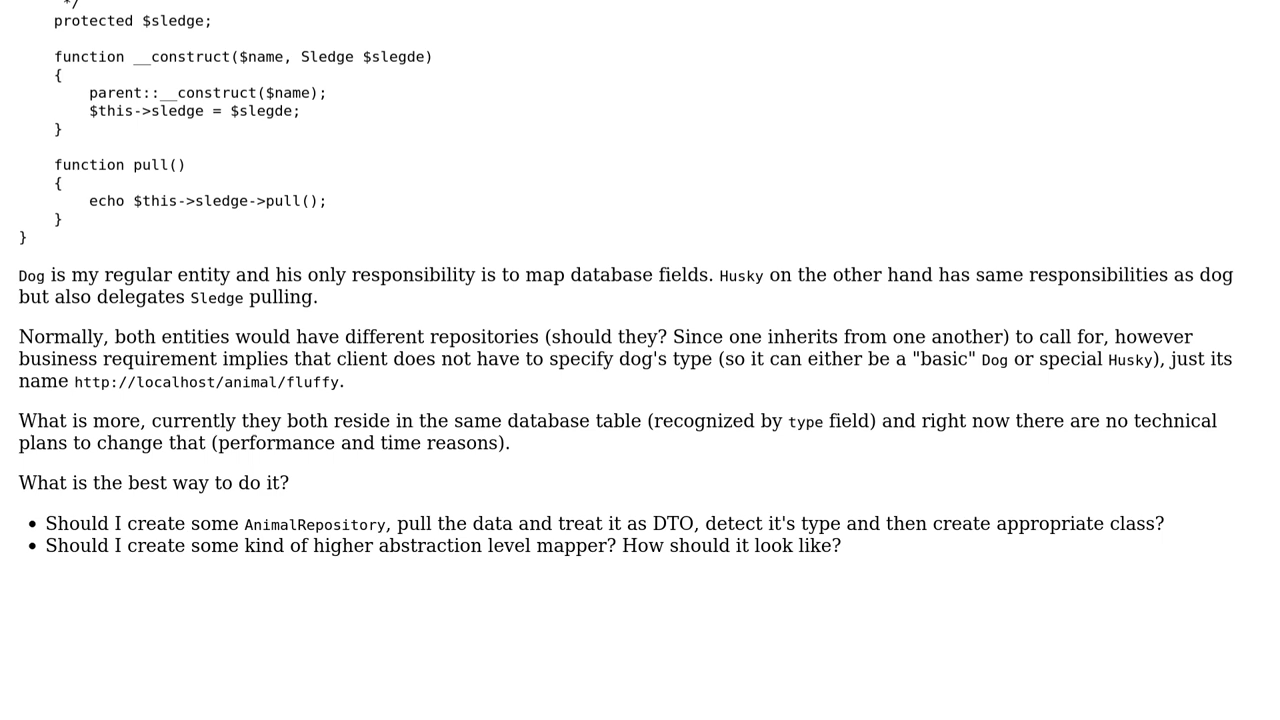 */
    protected $sledge;

    function __construct($name, Sledge $slegde)
    {
        parent::__construct($name);
        $this->sledge = $slegde;
    }

    function pull()
    {
        echo $this->sledge->pull();
    }
}
Dog is my regular entity and his only responsibility is to map database fields. Husky on the other hand has same responsibilities as dog
but also delegates Sledge pulling.
Normally, both entities would have different repositories (should they? Since one inherits from one another) to call for, however
business requirement implies that client does not have to specify dog's type (so it can either be a "basic" Dog or special Husky), just its
name http://localhost/animal/fluffy.
What is more, currently they both reside in the same database table (recognized by type field) and right now there are no technical
plans to change that (performance and time reasons).
What is the best way to do it?
• Should I create some AnimalRepository, pull the data and treat it as DTO, detect it's type and then create appropriate class?
• Should I create some kind of higher abstraction level mapper? How should it look like?